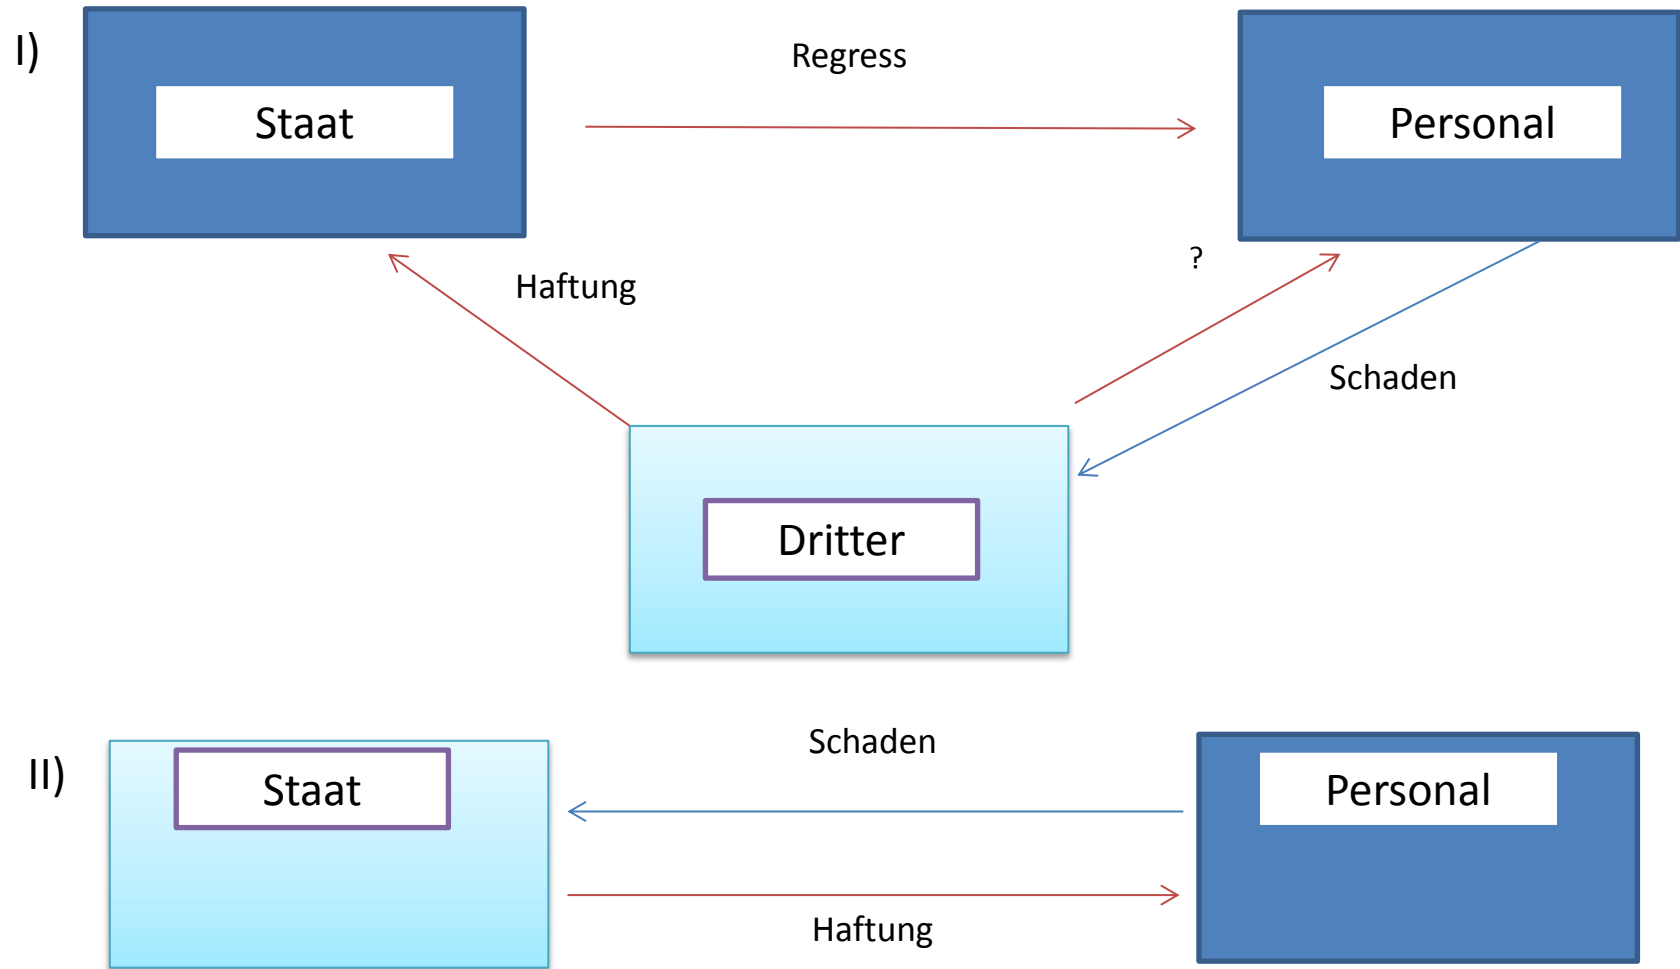 I)
Regress
Staat
Personal
?
Haftung
Schaden
Dritter
II)
Schaden
Staat
Personal
Haftung